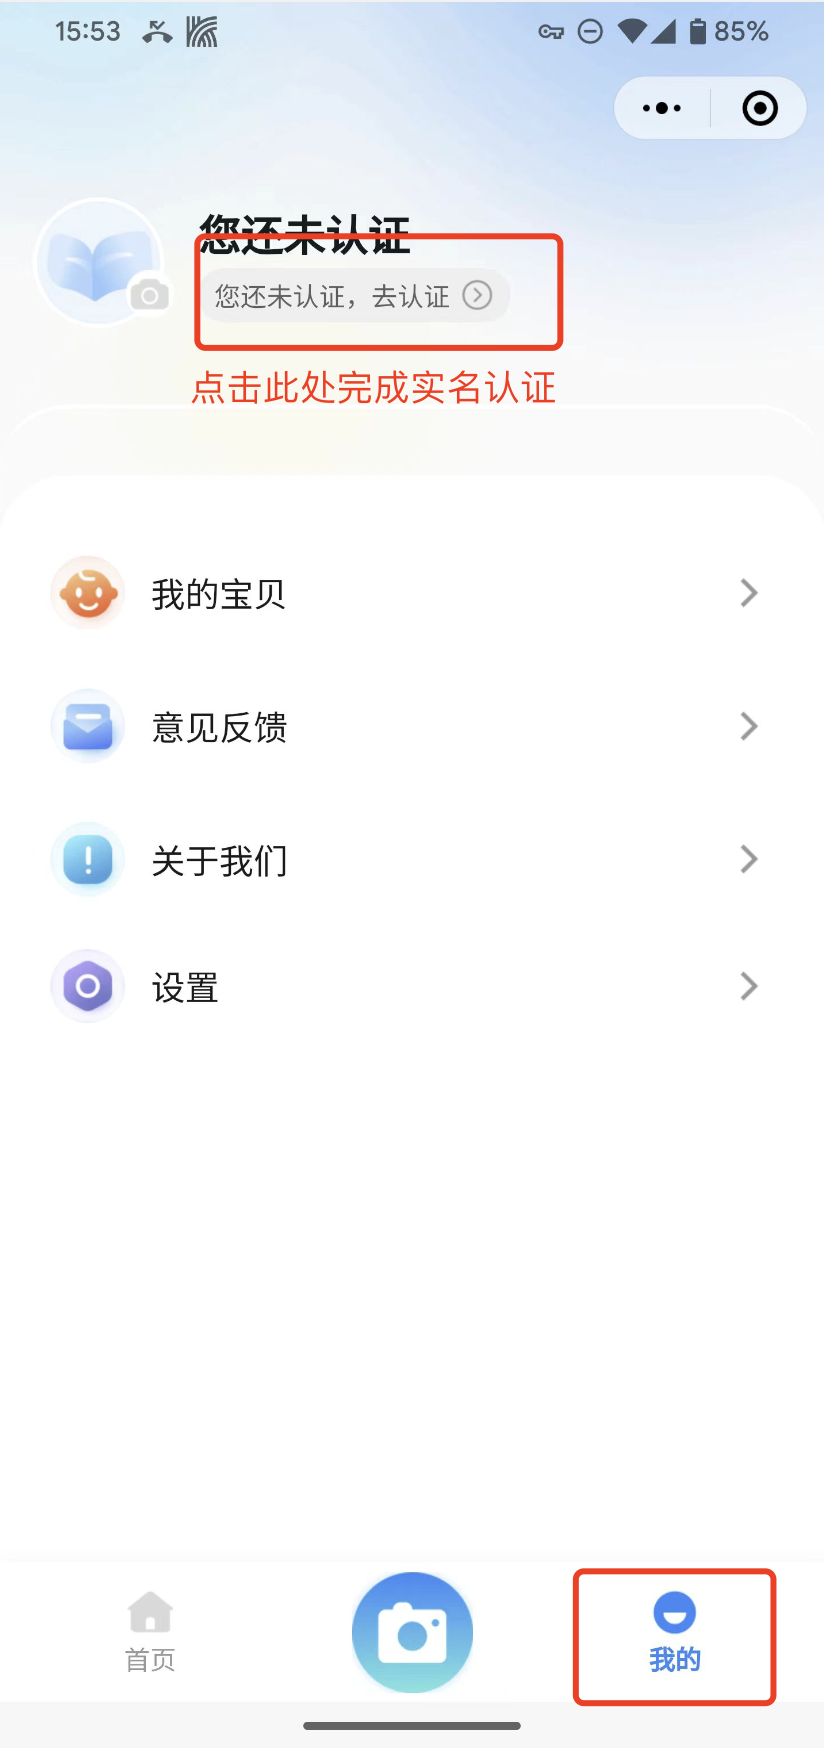 15:53
85%
您还未认证
您还未认证，去认证
点击此处完成实名认证
我的宝贝
意见反馈
关于我们
设置
首页
我的